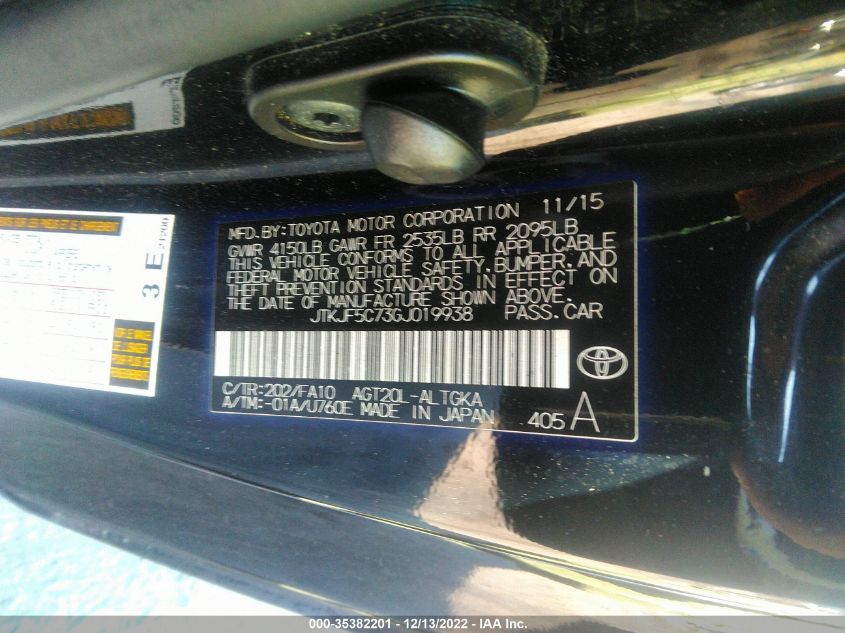 MFD.BY:TOYOTA MOTOR CORPORATION 11/15
GVWR 4150LB GAWR FR 2535LB RR 2095LB
THIS VEHICLE CONFORMS TO ALL APPLICABLE
FEDERAL MOTOR VEHICLE SAFETY,BUMPER,AND
THEFT PREVENTION STANDARDS IN EFFECT ON
THE DATE OF MANUFACTURE SHOWN ABOVE.
JTKJF5C73GJ019938 PASS.CAR
C/TR:202/FA10 AGT20L-ALTGKA
A/TM:-01A/U760E MADE IN JAPAN 405A
3 E
000-35382201 - 12/13/2022 - IAA Inc.